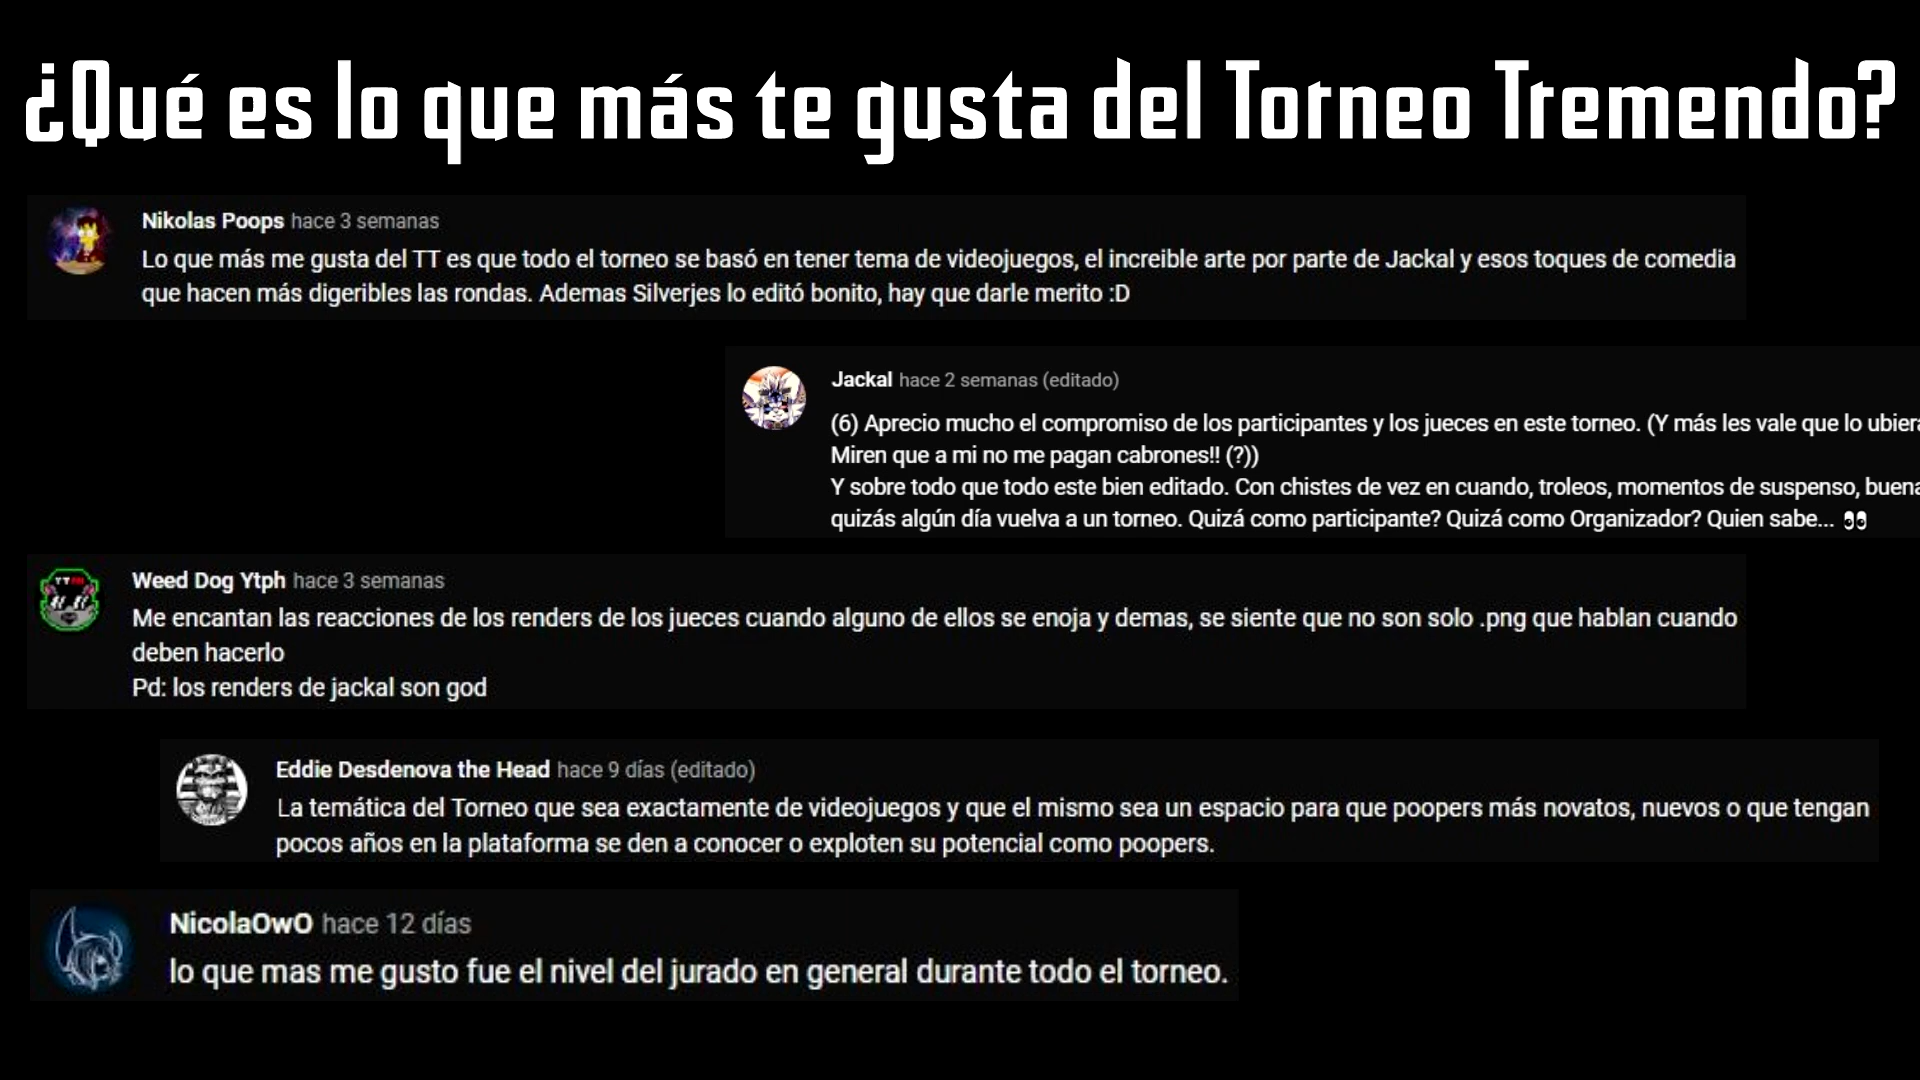 ¿Qué es lo que más te gusta del Torneo Tremendo?
Nikolas Poops hace 3 semanas
Lo que más me gusta del TT es que todo el torneo se basó en tener tema de videojuegos, el increible arte por parte de Jackal y esos toques de comedia
que hacen más digeribles las rondas. Ademas Silverjes lo editó bonito, hay que darle merito :D
Jackal hace 2 semanas (editado)
(6) Aprecio mucho el compromiso de los participantes y los jueces en este torneo. (Y más les vale que lo ubiera
Miren que a mi no me pagan cabrones!! (?))
Y sobre todo que todo este bien editado. Con chistes de vez en cuando, troleos, momentos de suspenso, buena
quizás algún día vuelva a un torneo. Quizá como participante? Quizá como Organizador? Quien sabe... 👀
Weed Dog Ytph hace 3 semanas
Me encantan las reacciones de los renders de los jueces cuando alguno de ellos se enoja y demas, se siente que no son solo .png que hablan cuando
deben hacerlo
Pd: los renders de jackal son god
Eddie Desdenova the Head hace 9 días (editado)
La temática del Torneo que sea exactamente de videojuegos y que el mismo sea un espacio para que poopers más novatos, nuevos o que tengan
pocos años en la plataforma se den a conocer o exploten su potencial como poopers.
NicolaOwO hace 12 días
lo que mas me gusto fue el nivel del jurado en general durante todo el torneo.